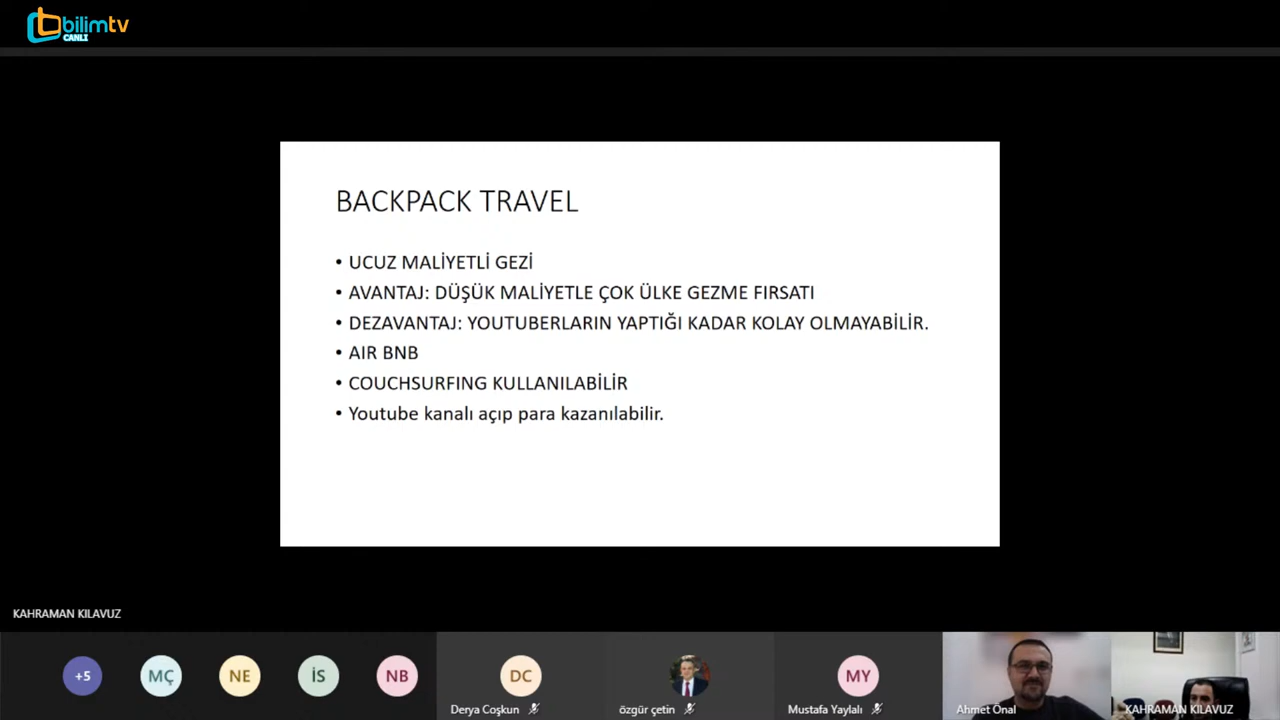 bilimtv
CANLI
BACKPACK TRAVEL
• UCUZ MALİYETLİ GEZİ
• AVANTAJ: DÜŞÜK MALİYETLE ÇOK ÜLKE GEZME FIRSATI
• DEZAVANTAJ: YOUTUBERLARIN YAPTIĞI KADAR KOLAY OLMAYABİLİR.
• AIR BNB
• COUCHSURFING KULLANILABİLİR
• Youtube kanalı açıp para kazanılabilir.
KAHRAMAN KILAVUZ
+5 MÇ NE İS NB DC MY
Derya Coşkun özgür çetin Mustafa Yaylalı Ahmet Önal KAHRAMAN KILAVUZ